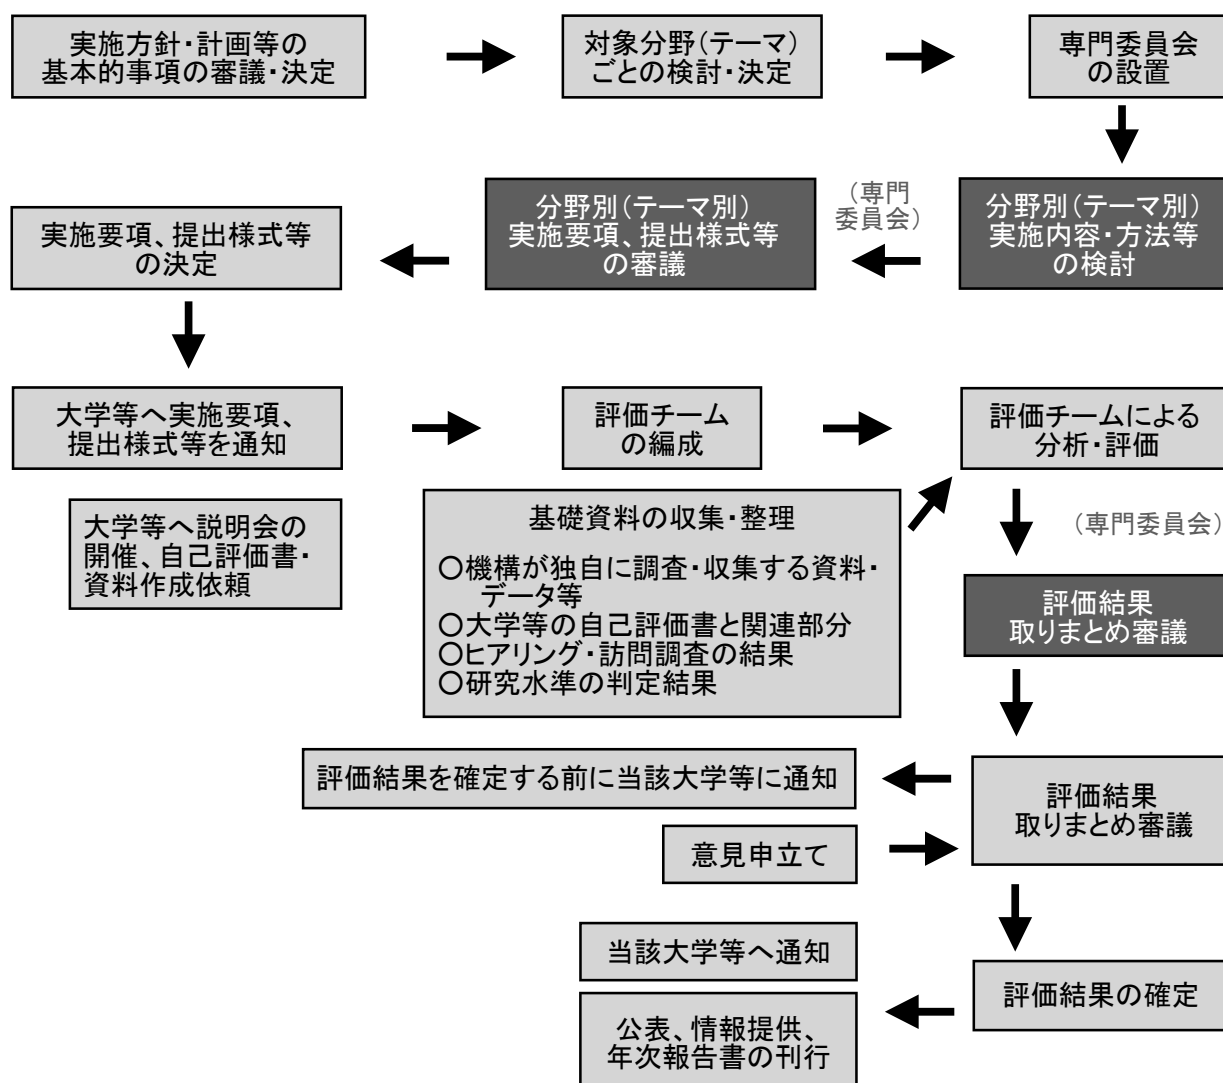 実施方針・計画等の
基本的事項の審議・決定
対象分野(テーマ)
ごとの検討・決定
専門委員会
の設置
分野別(テーマ別)
実施内容・方法等
の検討
(専門
委員会)
分野別(テーマ別)
実施要項、提出様式等
の審議
実施要項、提出様式等
の決定
大学等へ実施要項、
提出様式等を通知
大学等へ説明会の
開催、自己評価書・
資料作成依頼
評価チーム
の編成
基礎資料の収集・整理
○機構が独自に調査・収集する資料・
データ等
○大学等の自己評価書と関連部分
○ヒアリング・訪問調査の結果
○研究水準の判定結果
評価チームによる
分析・評価
(専門委員会)
評価結果
取りまとめ審議
評価結果
取りまとめ審議
評価結果を確定する前に当該大学等に通知
意見申立て
評価結果の確定
当該大学等へ通知
公表、情報提供、
年次報告書の刊行